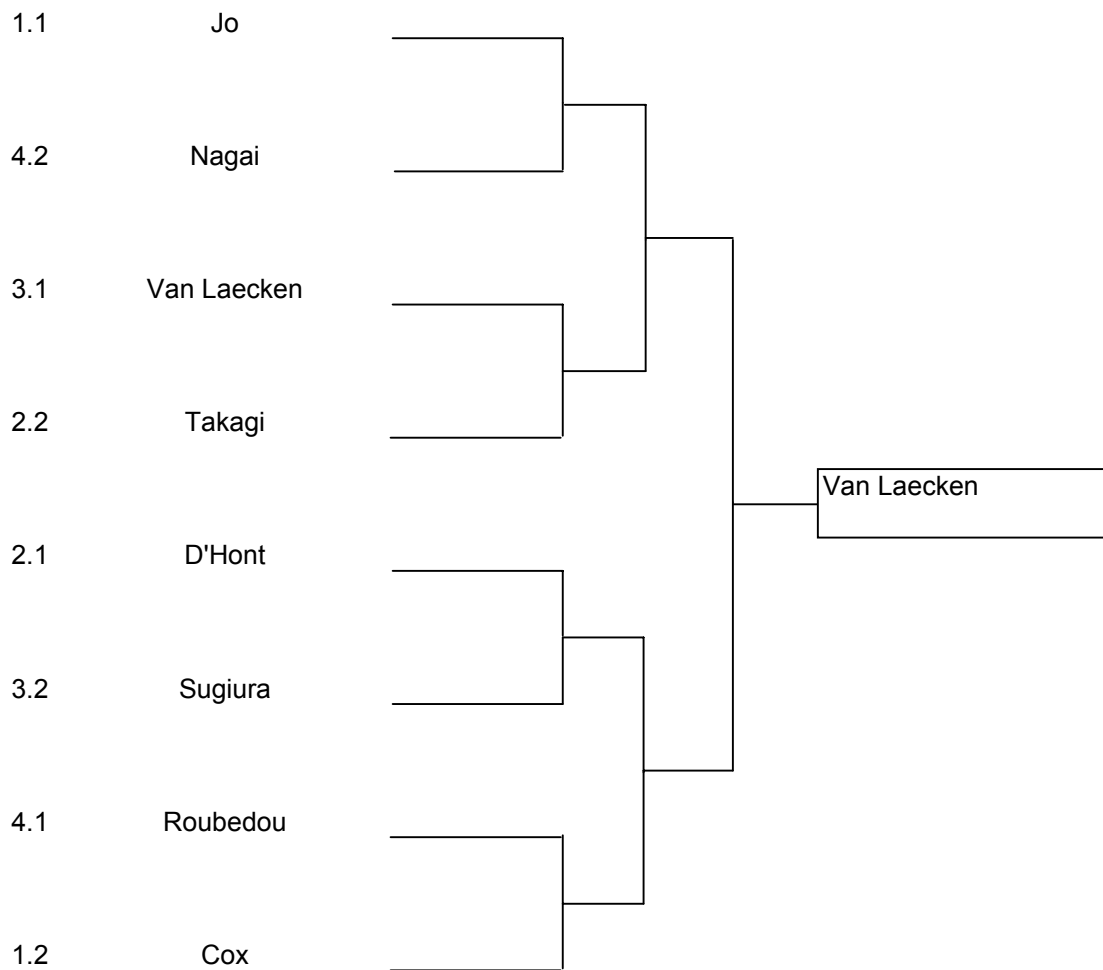 1.1 Jo
4.2 Nagai
3.1 Van Laecken
2.2 Takagi
Van Laecken
2.1 D'Hont
3.2 Sugiura
4.1 Roubedou
1.2 Cox